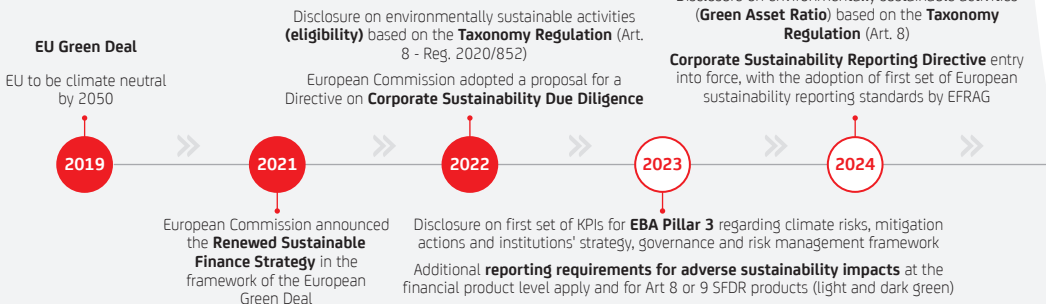 EU Green Deal
EU to be climate neutral
by 2050
Disclosure on environmentally sustainable activities
(eligibility) based on the Taxonomy Regulation (Art.
8 - Reg. 2020/852)
European Commission adopted a proposal for a
Directive on Corporate Sustainability Due Diligence
Disclosure on environmentally sustainable activities
(Green Asset Ratio) based on the Taxonomy
Regulation (Art. 8)
Corporate Sustainability Reporting Directive entry
into force, with the adoption of first set of European
sustainability reporting standards by EFRAG
2019
2021
2022
2023
2024
European Commission announced
the Renewed Sustainable
Finance Strategy in the
framework of the European
Green Deal
Disclosure on first set of KPIs for EBA Pillar 3 regarding climate risks, mitigation
actions and institutions' strategy, governance and risk management framework
Additional reporting requirements for adverse sustainability impacts at the
financial product level apply and for Art 8 or 9 SFDR products (light and dark green)